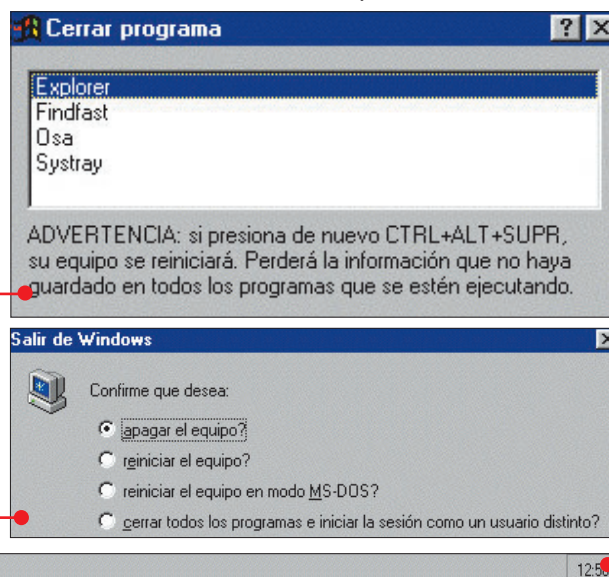 Cerrar programa
Explorer
Findfast
Osa
Systray
ADVERTENCIA: si presiona de nuevo CTRL+ALT+SUPR,
su equipo se reiniciará. Perderá la información que no haya
guardado en todos los programas que se estén ejecutando.
Salir de Windows
Confirme que desea:
apagar el equipo?
reiniciar el equipo?
reiniciar el equipo en modo MS-DOS?
cerrar todos los programas e iniciar la sesión como un usuario distinto?